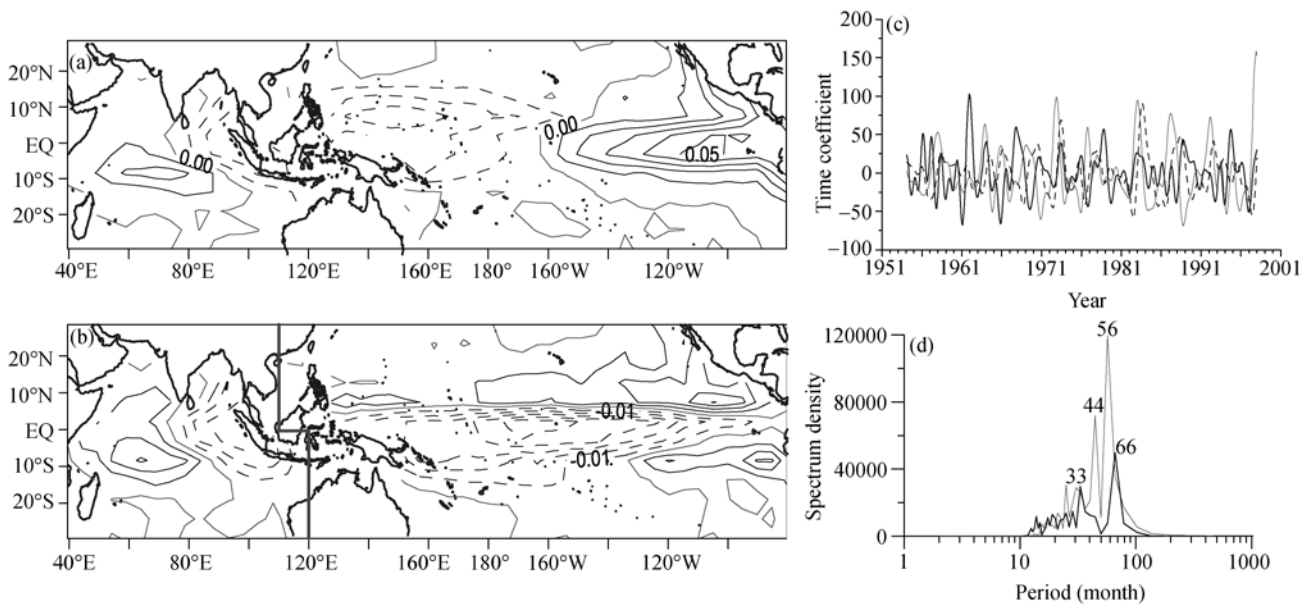 (a)
20°N
10°N
EQ
10°S
20°S
0.00
0.00
0.05
40°E 80°E 120°E 160°E 180° 160°W 120°W
(b)
20°N
10°N
EQ
10°S
20°S
-0.01
-0.01
40°E 80°E 120°E 160°E 180° 160°W 120°W
(c)
Time coefficient
200
150
100
50
0
−50
−100
1951 1961 1971 1981 1991 2001
Year
(d)
Spectrum density
120000
80000
40000
0
56
44
66
33
1 10 100 1000
Period (month)